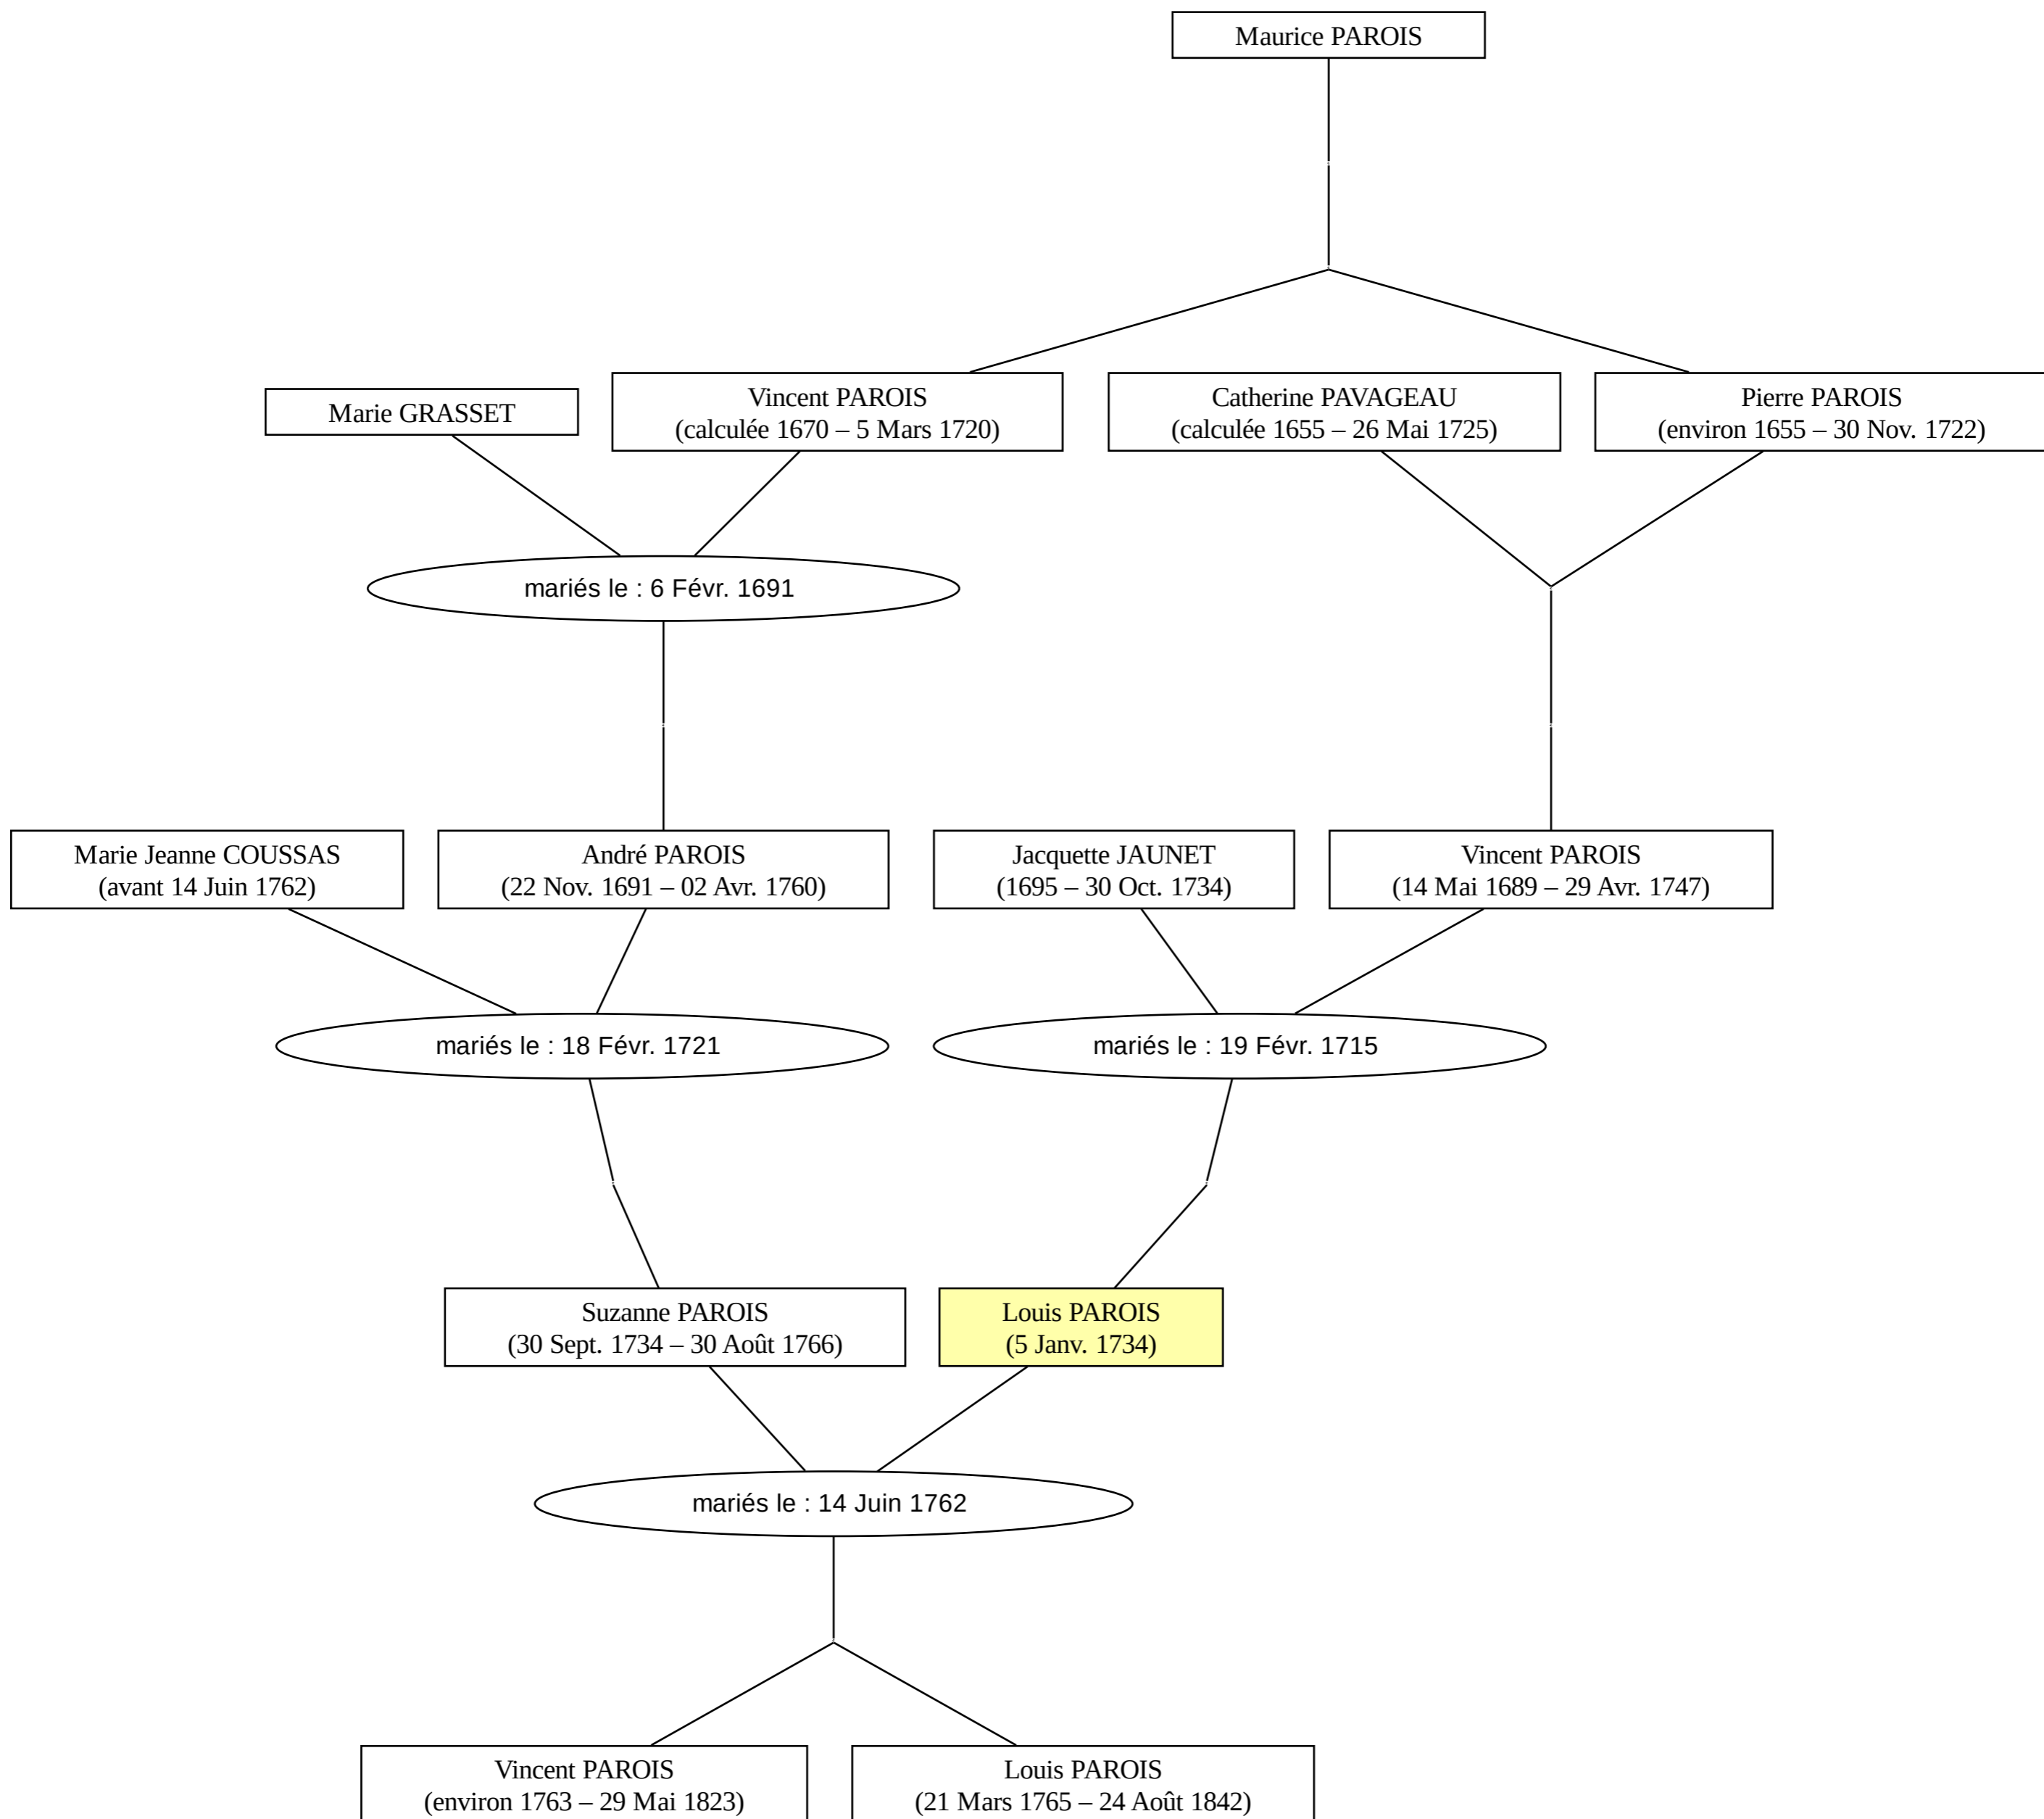 Maurice PAROIS
Marie GRASSET
Vincent PAROIS
(calculée 1670 – 5 Mars 1720)
Catherine PAVAGEAU
(calculée 1655 – 26 Mai 1725)
Pierre PAROIS
(environ 1655 – 30 Nov. 1722)
mariés le : 6 Févr. 1691
Marie Jeanne COUSSAS
(avant 14 Juin 1762)
André PAROIS
(22 Nov. 1691 – 02 Avr. 1760)
Jacquette JAUNET
(1695 – 30 Oct. 1734)
Vincent PAROIS
(14 Mai 1689 – 29 Avr. 1747)
mariés le : 18 Févr. 1721
mariés le : 19 Févr. 1715
Suzanne PAROIS
(30 Sept. 1734 – 30 Août 1766)
Louis PAROIS
(5 Janv. 1734)
mariés le : 14 Juin 1762
Vincent PAROIS
(environ 1763 – 29 Mai 1823)
Louis PAROIS
(21 Mars 1765 – 24 Août 1842)